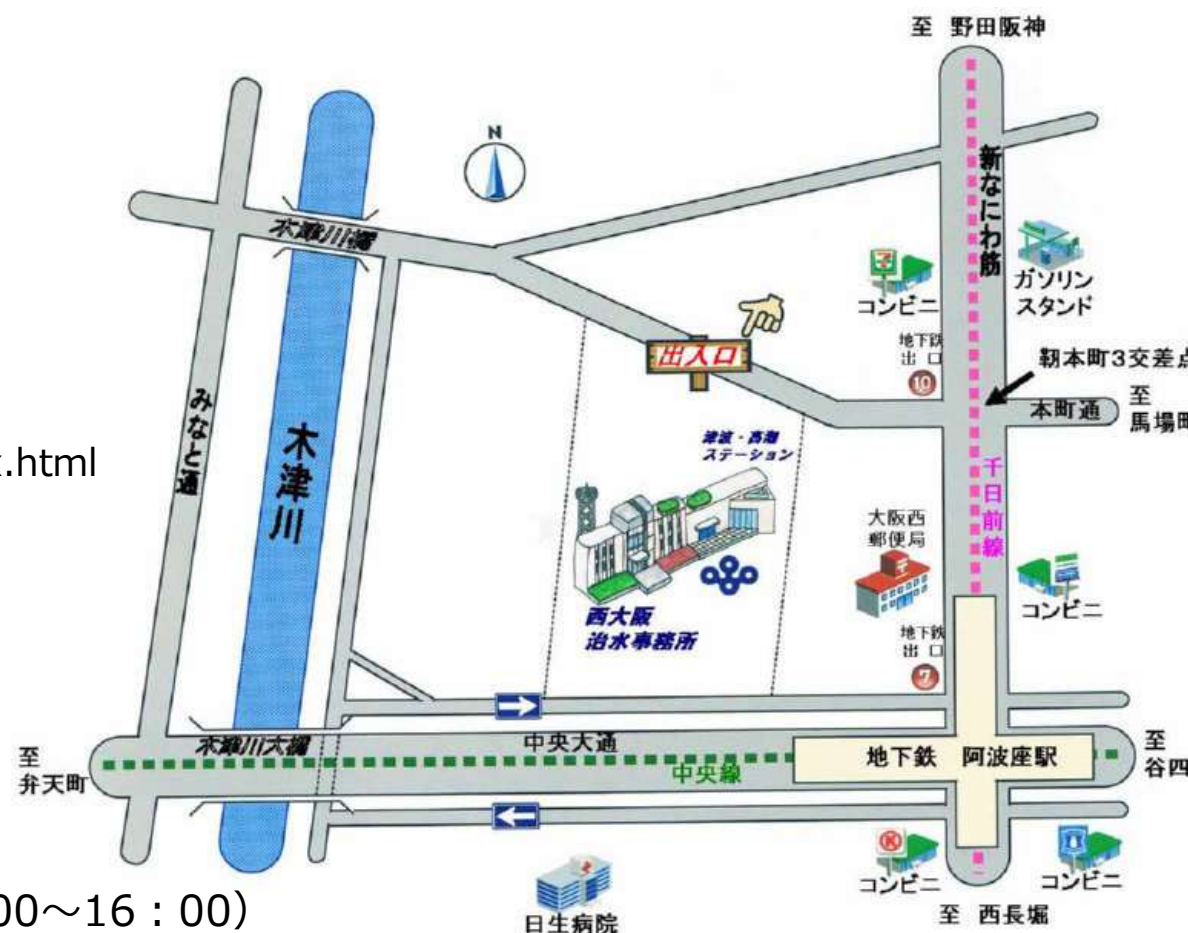 至 野田阪神
N
新なにわ筋
木津川橋
コンビニ
ガソリン
スタンド
地下鉄
出口
10
出入口
靱本町3交差点
本町通
至
馬場町
みなと通
木津川
津波・高潮
ステーション
x.html
千日前線
大阪西
郵便局
コンビニ
西大阪
治水事務所
地下鉄
出口
7
木津川大橋
中央大通
至
弁天町
中央線
地下鉄 阿波座駅
至
谷四
K
コンビニ
コンビニ
日生病院
至 西長堀
00～16：00）